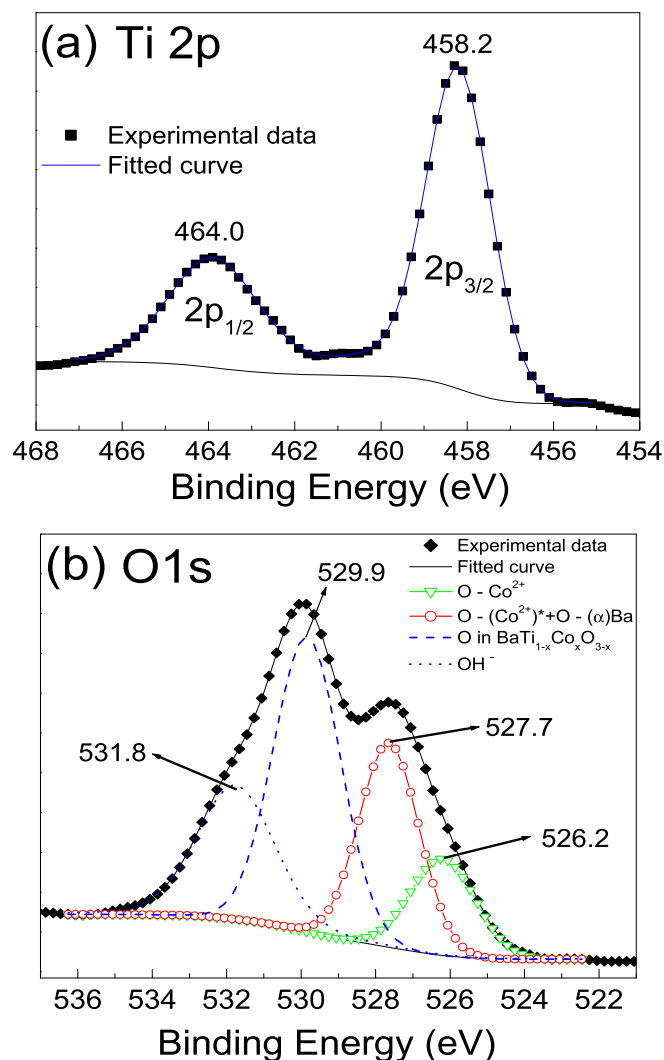 (a) Ti 2p
458.2
Experimental data
Fitted curve
464.0
2p3/2
2p1/2
468 466 464 462 460 458 456 454
Binding Energy (eV)
(b) O1s
Experimental data
Fitted curve
O - Co²⁺
O - (Co²⁺)*+O - (α)Ba
O in BaTi₁₋ₓCoₓO₃₋ₓ
OH⁻
529.9
527.7
531.8
526.2
536 534 532 530 528 526 524 522
Binding Energy (eV)